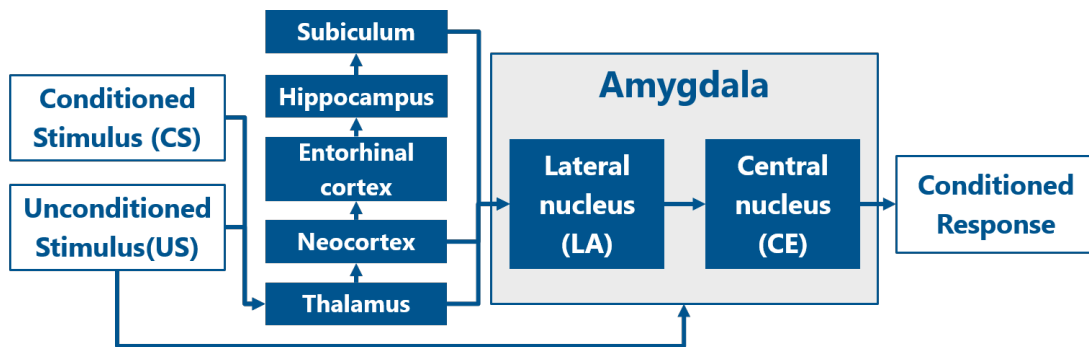 Conditioned
Stimulus (CS)
Unconditioned
Stimulus(US)
Subiculum
Hippocampus
Entorhinal
cortex
Neocortex
Thalamus
Amygdala
Lateral
nucleus
(LA)
Central
nucleus
(CE)
Conditioned
Response